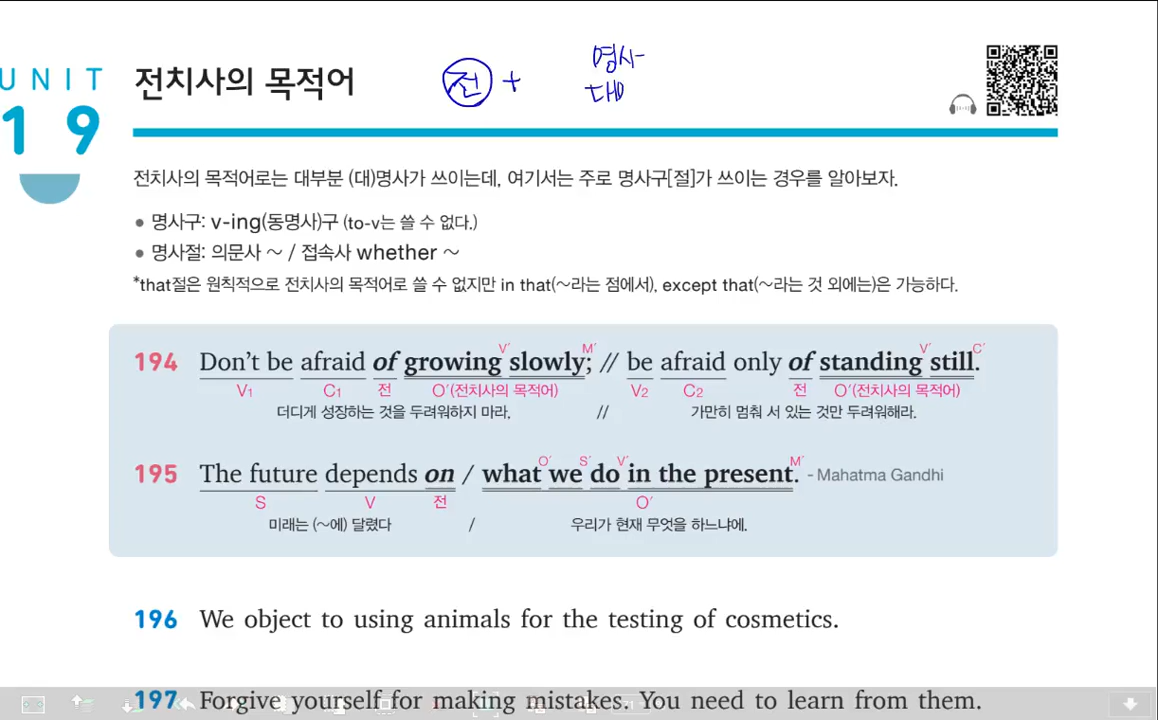 UNIT 19 전치사의 목적어
전 + 명사
대명
전치사의 목적어로는 대부분 (대)명사가 쓰이는데, 여기서는 주로 명사구[절]가 쓰이는 경우를 알아보자.
● 명사구: v-ing(동명사)구 (to-v는 쓸 수 없다.)
● 명사절: 의문사 ~ / 접속사 whether ~
*that절은 원칙적으로 전치사의 목적어로 쓸 수 없지만 in that(~라는 점에서), except that(~라는 것 외에는)은 가능하다.
V′ M′ V′ C′
194 Don't be afraid of growing slowly; // be afraid only of standing still.
V1 C1 전 O′(전치사의 목적어) V2 C2 전 O′(전치사의 목적어)
더디게 성장하는 것을 두려워하지 마라, // 가만히 멈춰 서 있는 것만 두려워해라.
O′ S′ V′ M′
195 The future depends on / what we do in the present. - Mahatma Gandhi
S V 전 O′
미래는 (~에) 달렸다 / 우리가 현재 무엇을 하느냐에.
196 We object to using animals for the testing of cosmetics.
197 Forgive yourself for making mistakes. You need to learn from them.